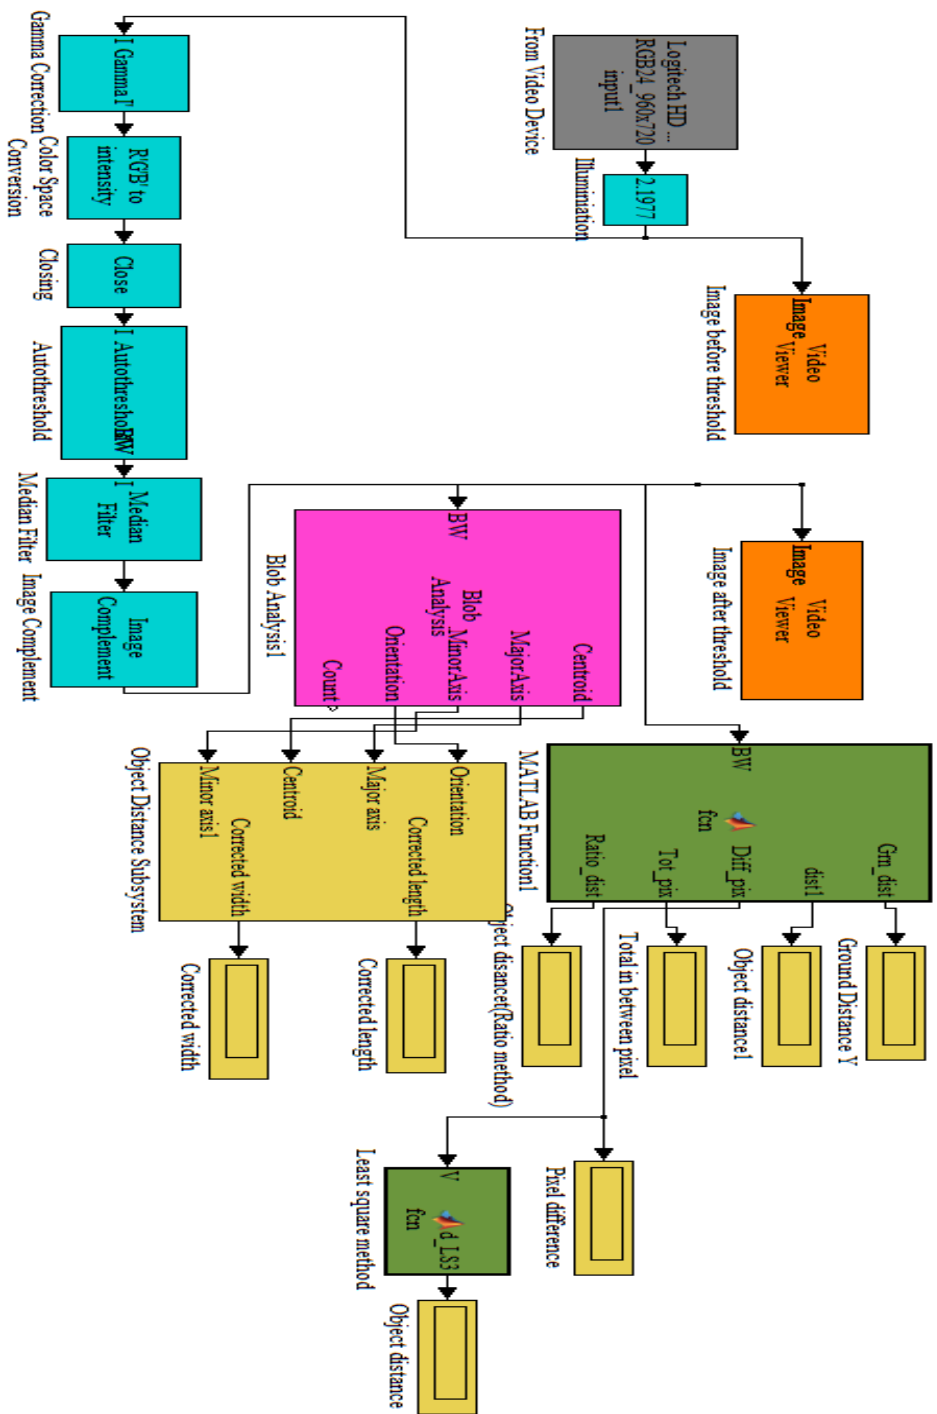 Logitech HD ...
RGB24_960x720
input1
From Video Device
2.1977
Illuminiation
Video
Viewer
Image
Image before threshold
I Gamma I'
Gamma Correction
R'G'B' to
intensity
Color Space
Conversion
Close
Closing
I Autothreshold BW
Autothreshold
I
Median
Filter
Median Filter
Image
Complement
Image Complement
Video
Viewer
Image
Image after threshold
BW
Blob
Analysis
Centroid
MajorAxis
MinorAxis
Orientation
Count
Blob Analysis1
BW
fcn
Grn_dist
dist1
Diff_pix
Tot_pix
Ratio_dist
MATLAB Function1
Orientation
Major axis
Centroid
Minor axis1
Corrected length
Corrected width
Object Distance Subsystem
Ground Distance Y
Object distance1
Total in between pixel
Object disancet(Ratio method)
Corrected length
Corrected width
Pixel difference
V
d_LS3
fcn
Least square method
Object distance